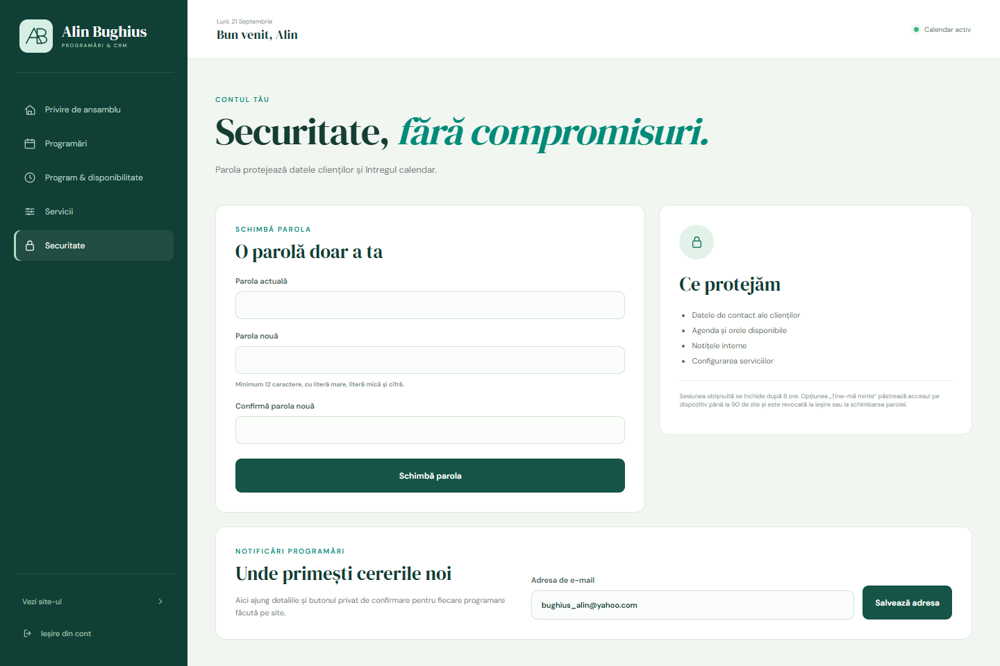 AB
Alin Bughius
PROGRAMĂRI & CRM
Privire de ansamblu
Programări
Program & disponibilitate
Servicii
Securitate
Vezi site-ul
Ieșire din cont
Luni, 21 Septembrie
Bun venit, Alin
Calendar activ
CONTUL TĂU
Securitate, fără compromisuri.
Parola protejează datele clienților și întregul calendar.
SCHIMBĂ PAROLA
O parolă doar a ta
Parola actuală
Parola nouă
Minimum 12 caractere, cu literă mare, literă mică și cifră.
Confirmă parola nouă
Schimbă parola
Ce protejăm
Datele de contact ale clienților
Agenda și orele disponibile
Notițele interne
Configurarea serviciilor
Sesiunea obișnuită se închide după 8 ore. Opțiunea „Ține-mă minte” păstrează accesul pe
dispozitiv până la 90 de zile și este revocată la ieșire sau la schimbarea parolei.
NOTIFICĂRI PROGRAMĂRI
Unde primești cererile noi
Aici ajung detaliile și butonul privat de confirmare pentru fiecare programare
făcută pe site.
Adresa de e-mail
bughius_alin@yahoo.com
Salvează adresa